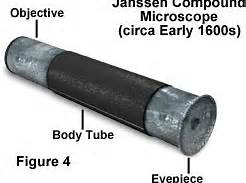 Janssen Compound
Microscope
(circa Early 1600s)
Objective
Body Tube
Figure 4
Eyepiece